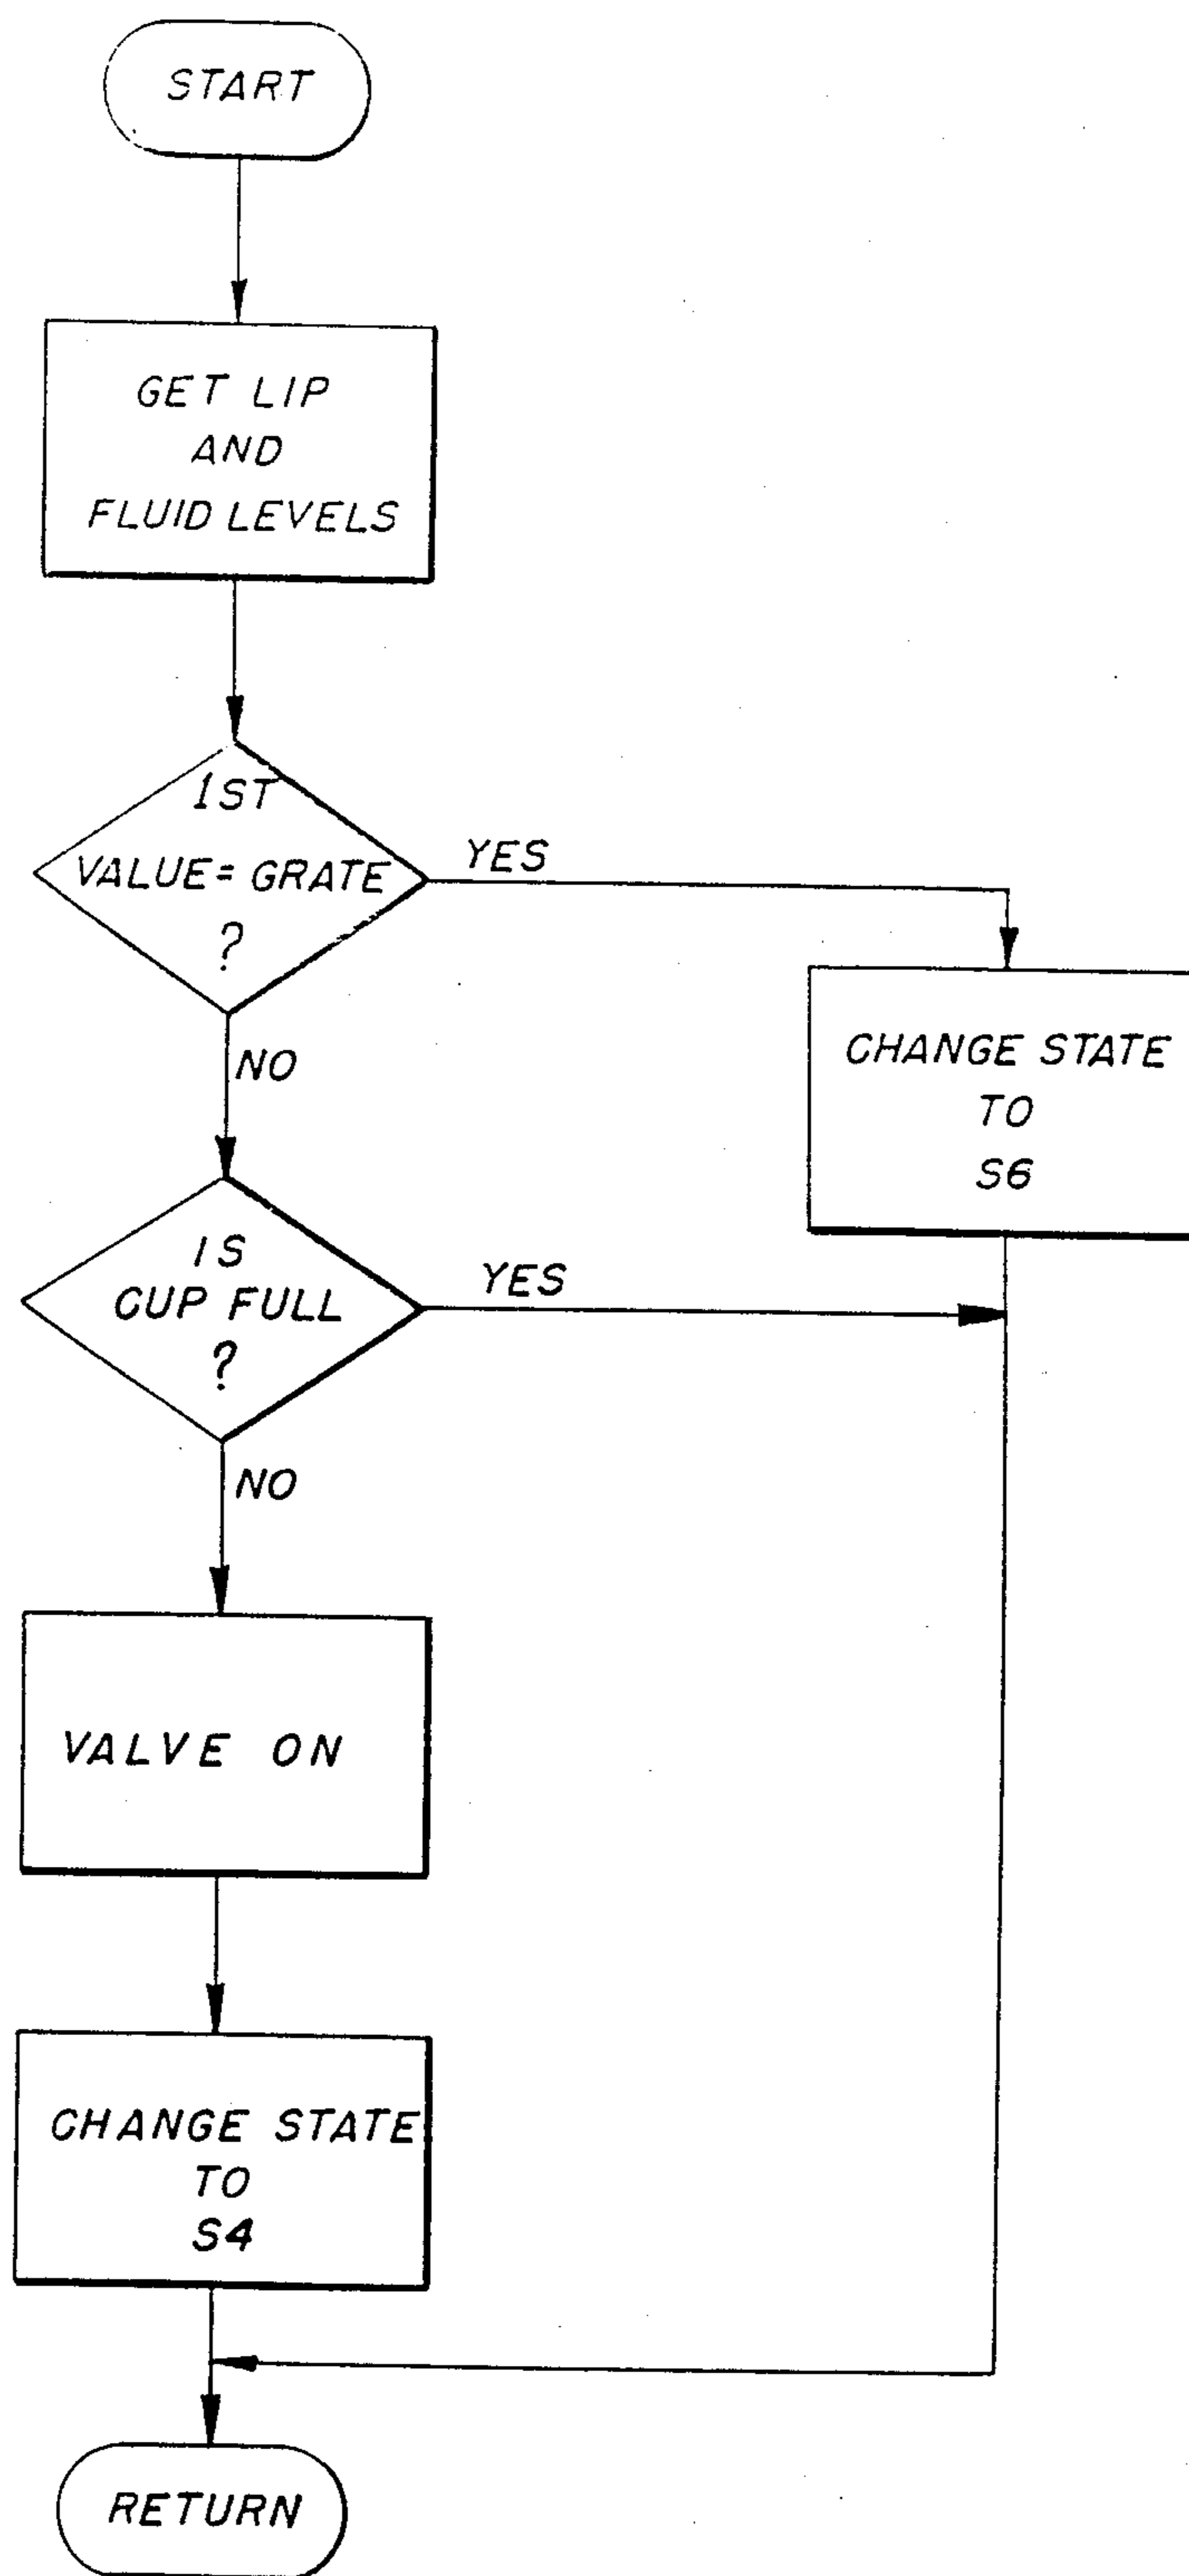 START
GET LIP
AND
FLUID LEVELS
1ST
VALUE = GRATE
?
YES
NO
CHANGE STATE
TO
S6
IS
CUP FULL
?
YES
NO
VALVE ON
CHANGE STATE
TO
S4
RETURN